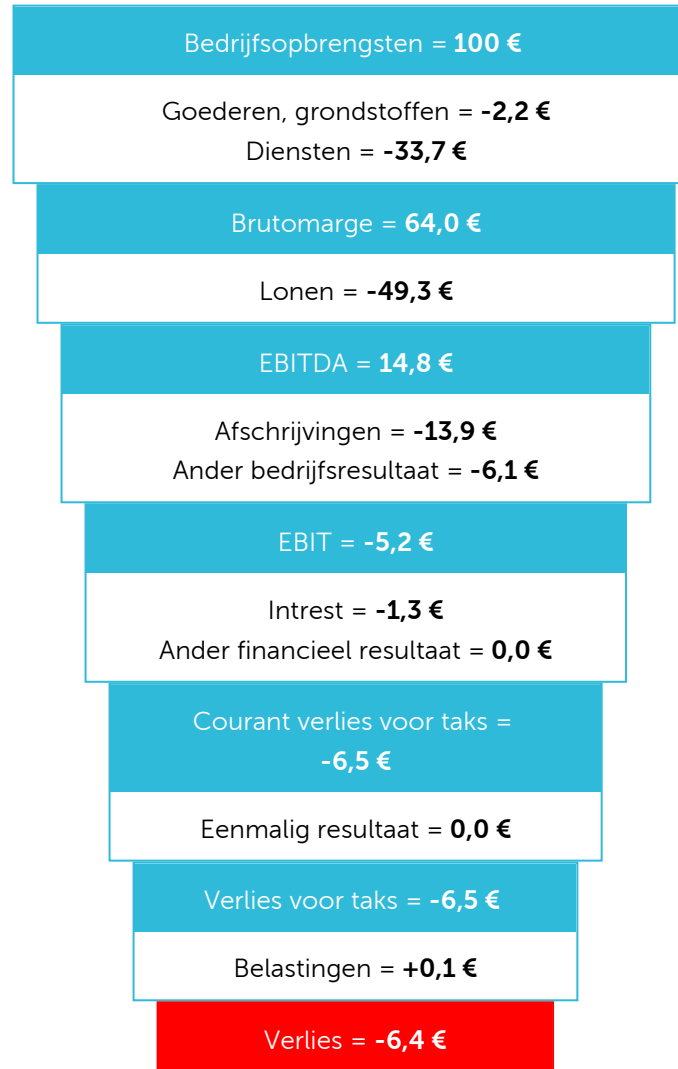 Bedrijfsopbrengsten = 100 €
Goederen, grondstoffen = -2,2 €
Diensten = -33,7 €
Brutomarge = 64,0 €
Lonen = -49,3 €
EBITDA = 14,8 €
Afschrijvingen = -13,9 €
Ander bedrijfsresultaat = -6,1 €
EBIT = -5,2 €
Intrest = -1,3 €
Ander financieel resultaat = 0,0 €
Courant verlies voor taks =
-6,5 €
Eenmalig resultaat = 0,0 €
Verlies voor taks = -6,5 €
Belastingen = +0,1 €
Verlies = -6,4 €